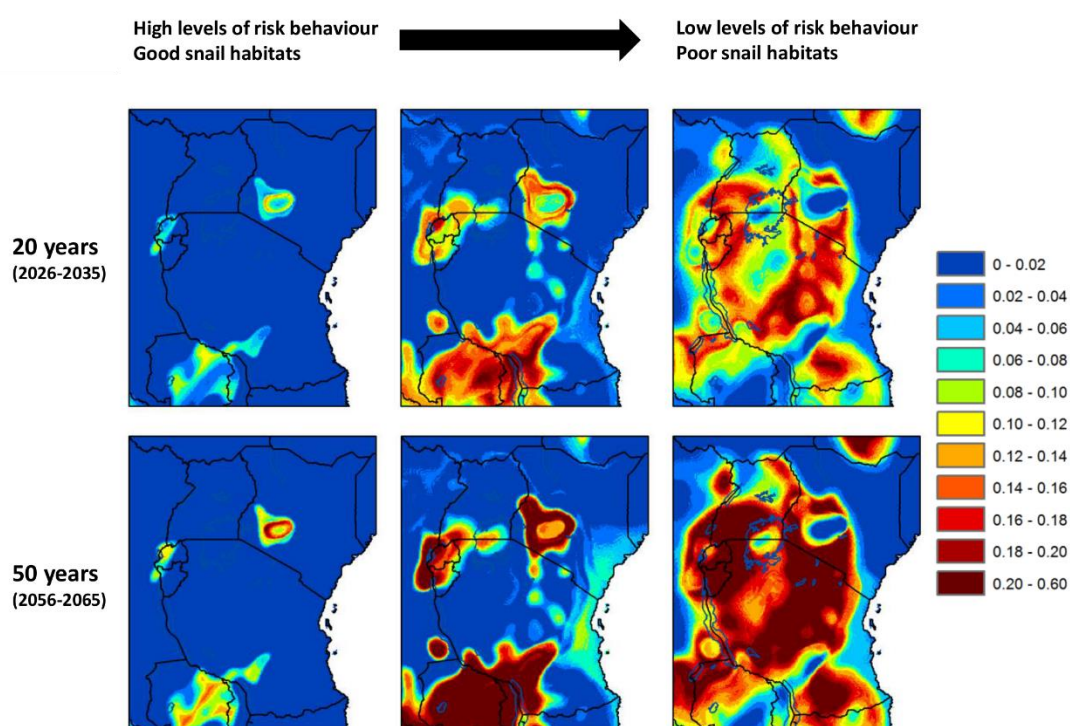 High levels of risk behaviour
Good snail habitats
Low levels of risk behaviour
Poor snail habitats
20 years
(2026-2035)
50 years
(2056-2065)
0 - 0.02
0.02 - 0.04
0.04 - 0.06
0.06 - 0.08
0.08 - 0.10
0.10 - 0.12
0.12 - 0.14
0.14 - 0.16
0.16 - 0.18
0.18 - 0.20
0.20 - 0.60